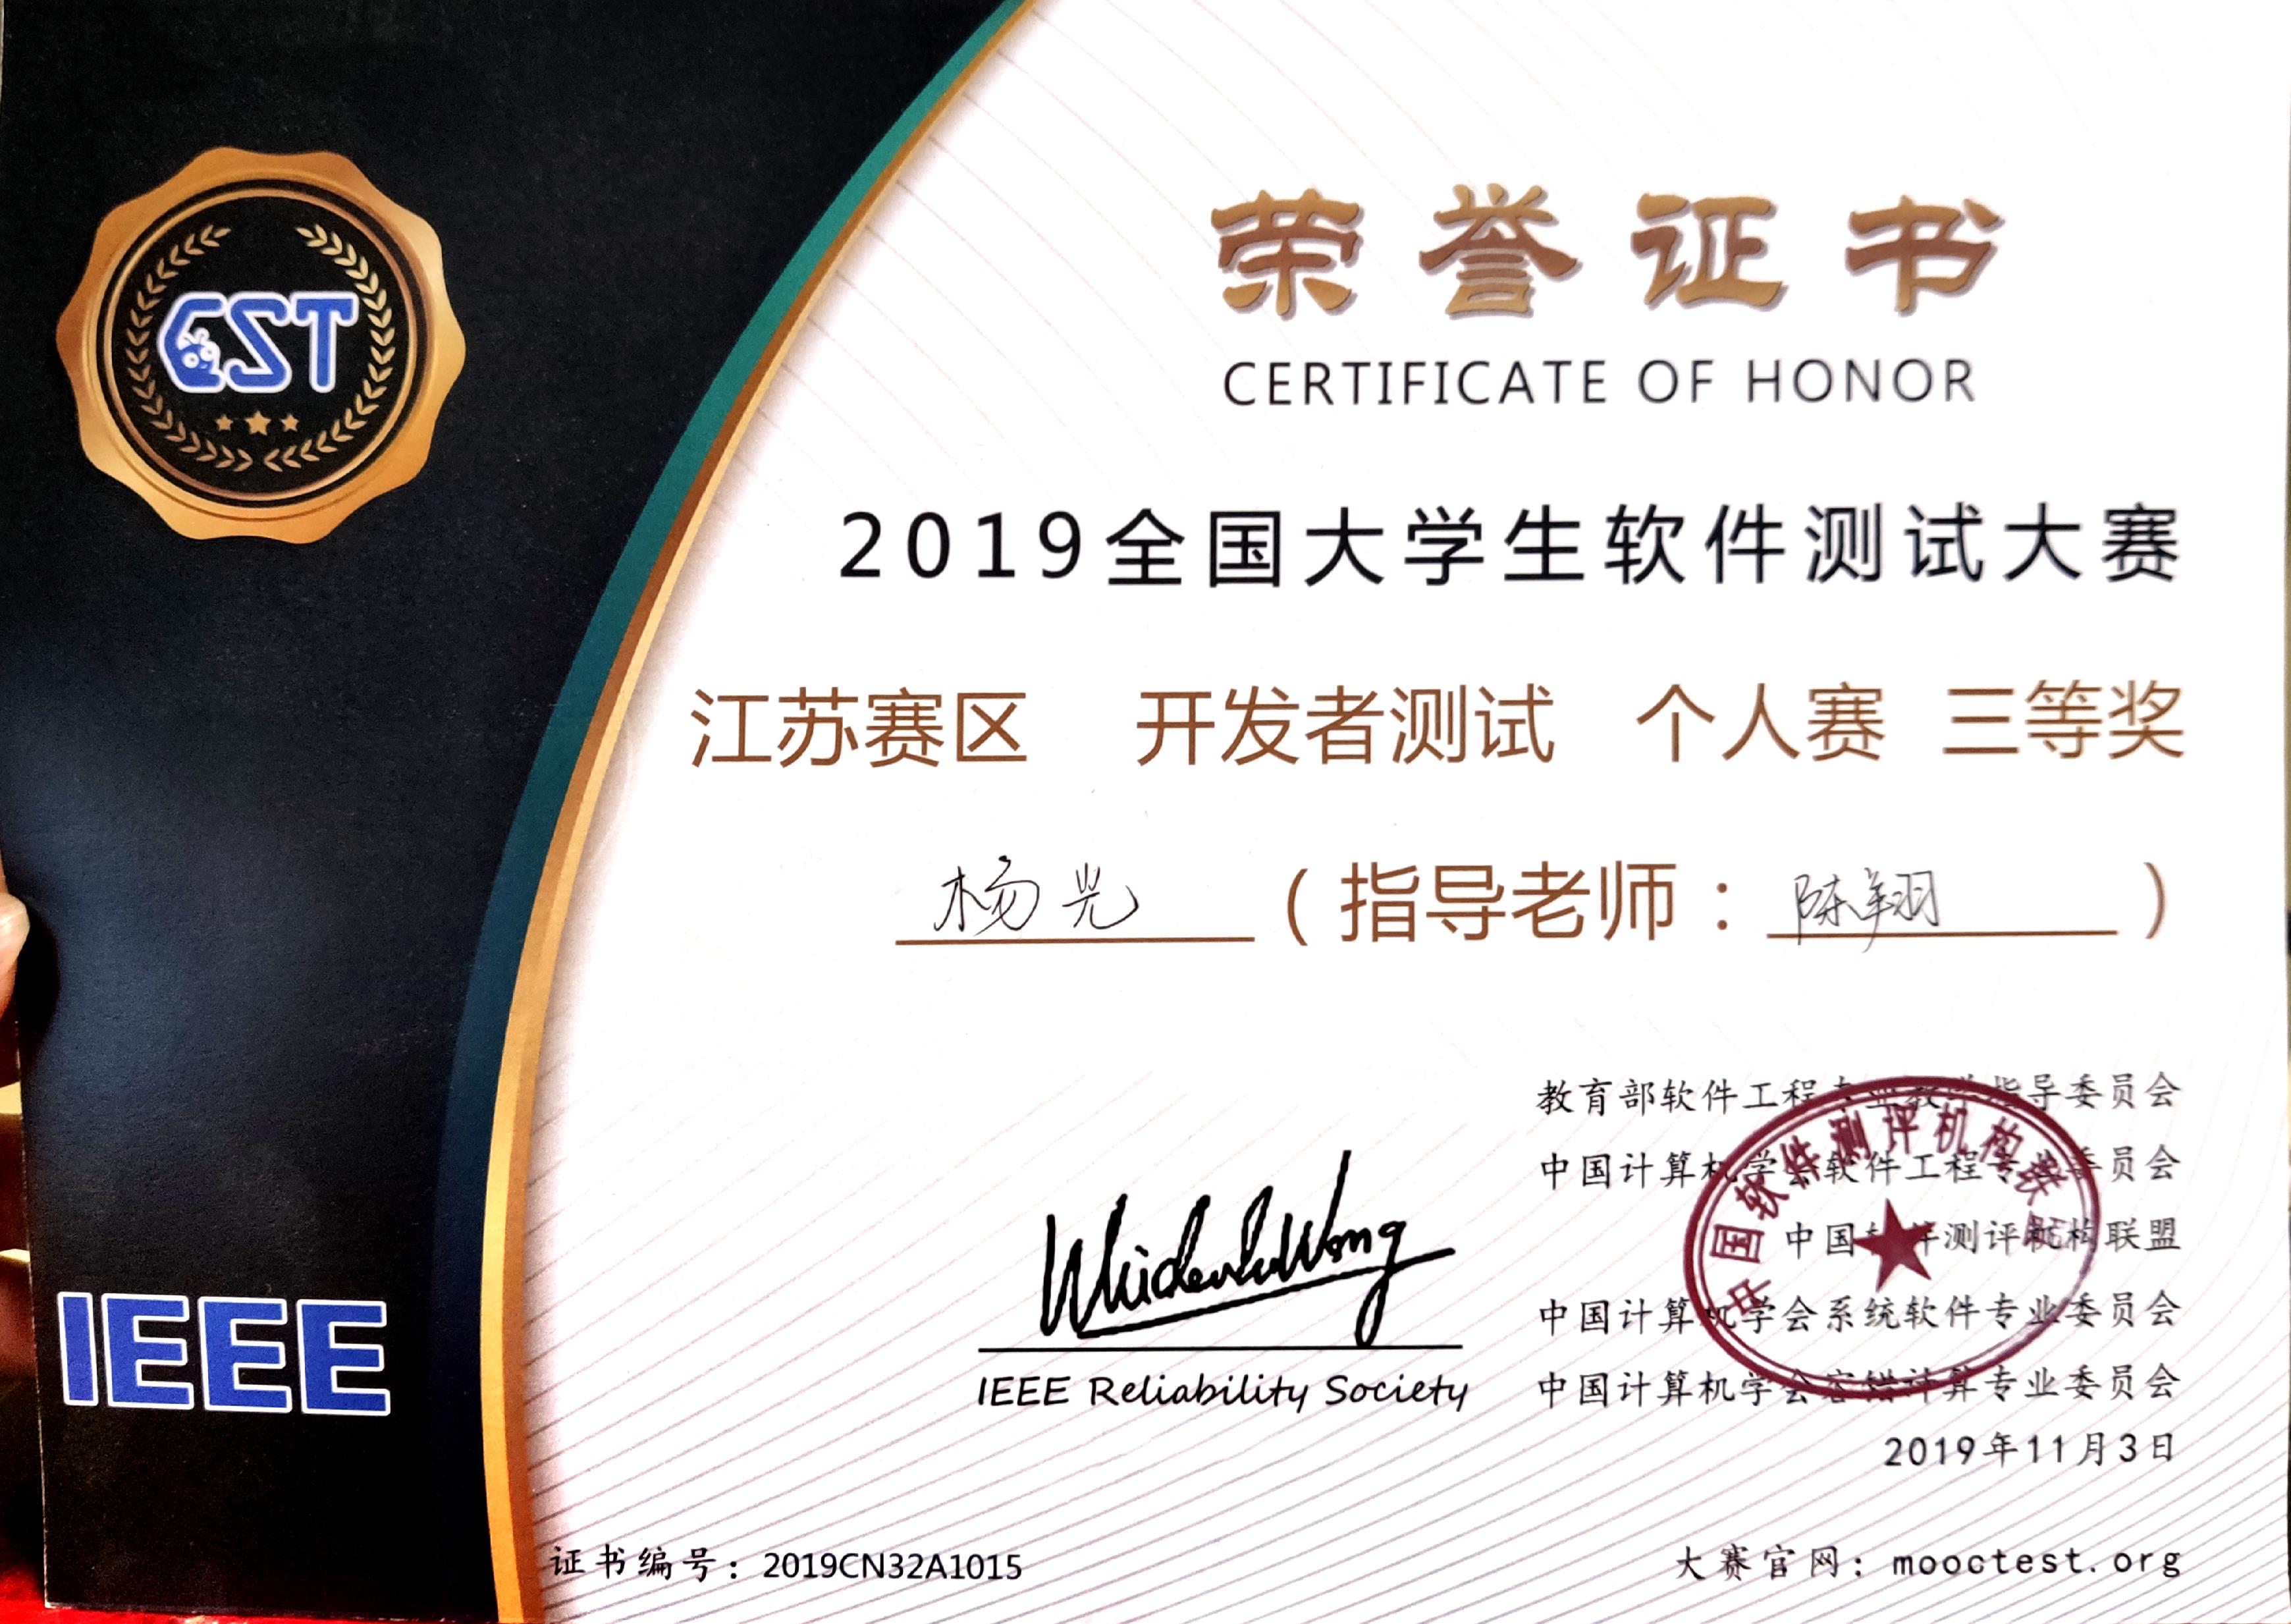 CST
荣誉证书
CERTIFICATE OF HONOR
2019全国大学生软件测试大赛
江苏赛区 开发者测试 个人赛 三等奖
杨光 (指导老师: 陈翔 )
教育部软件工程专业教学指导委员会
中国计算机学会软件工程专业委员会
中国软件测评机构联盟
中国计算机学会系统软件专业委员会
中国计算机学会容错计算专业委员会
中国软件测评机构联盟
2019年11月3日
IEEE Reliability Society
IEEE
证书编号: 2019CN32A1015
大赛官网: mooctest.org